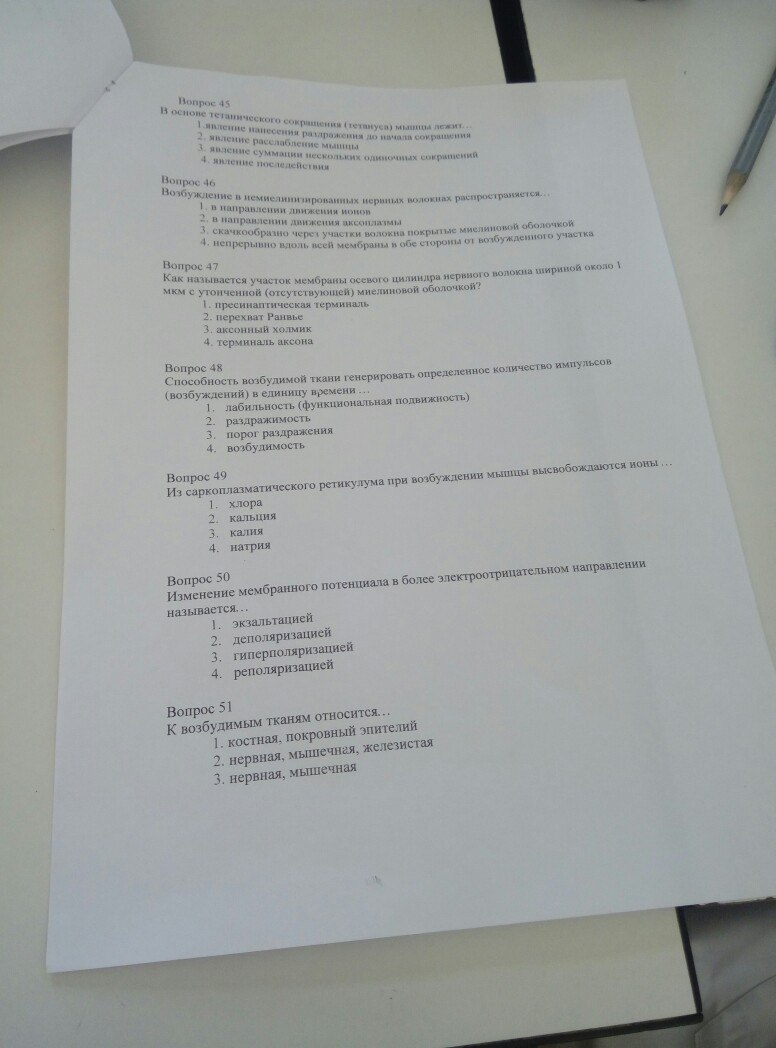 Вопрос 45
В основе тетанического сокращения (тетануса) мышцы лежит…
1.явление нанесения раздражения до начала сокращения
2. явление расслабление мышцы
3. явление суммации нескольких одиночных сокращений
4. явление последействия
Вопрос 46
Возбуждение в немиелинизированных нервных волокнах распространяется…
1. в направлении движения ионов
2. в направлении движения аксоплазмы
3. скачкообразно через участки волокна покрытые миелиновой оболочкой
4. непрерывно вдоль всей мембраны в обе стороны от возбужденного участка
Вопрос 47
Как называется участок мембраны осевого цилиндра нервного волокна шириной около 1
мкм с утонченной (отсутствующей) миелиновой оболочкой?
1. пресинаптическая терминаль
2. перехват Ранвье
3. аксонный холмик
4. терминаль аксона
Вопрос 48
Способность возбудимой ткани генерировать определенное количество импульсов
(возбуждений) в единицу времени …
1. лабильность (функциональная подвижность)
2. раздражимость
3. порог раздражения
4. возбудимость
Вопрос 49
Из саркоплазматического ретикулума при возбуждении мышцы высвобождаются ионы …
1. хлора
2. кальция
3. калия
4. натрия
Вопрос 50
Изменение мембранного потенциала в более электроотрицательном направлении
называется…
1. экзальтацией
2. деполяризацией
3. гиперполяризацией
4. реполяризацией
Вопрос 51
К возбудимым тканям относится…
1. костная, покровный эпителий
2. нервная, мышечная, железистая
3. нервная, мышечная